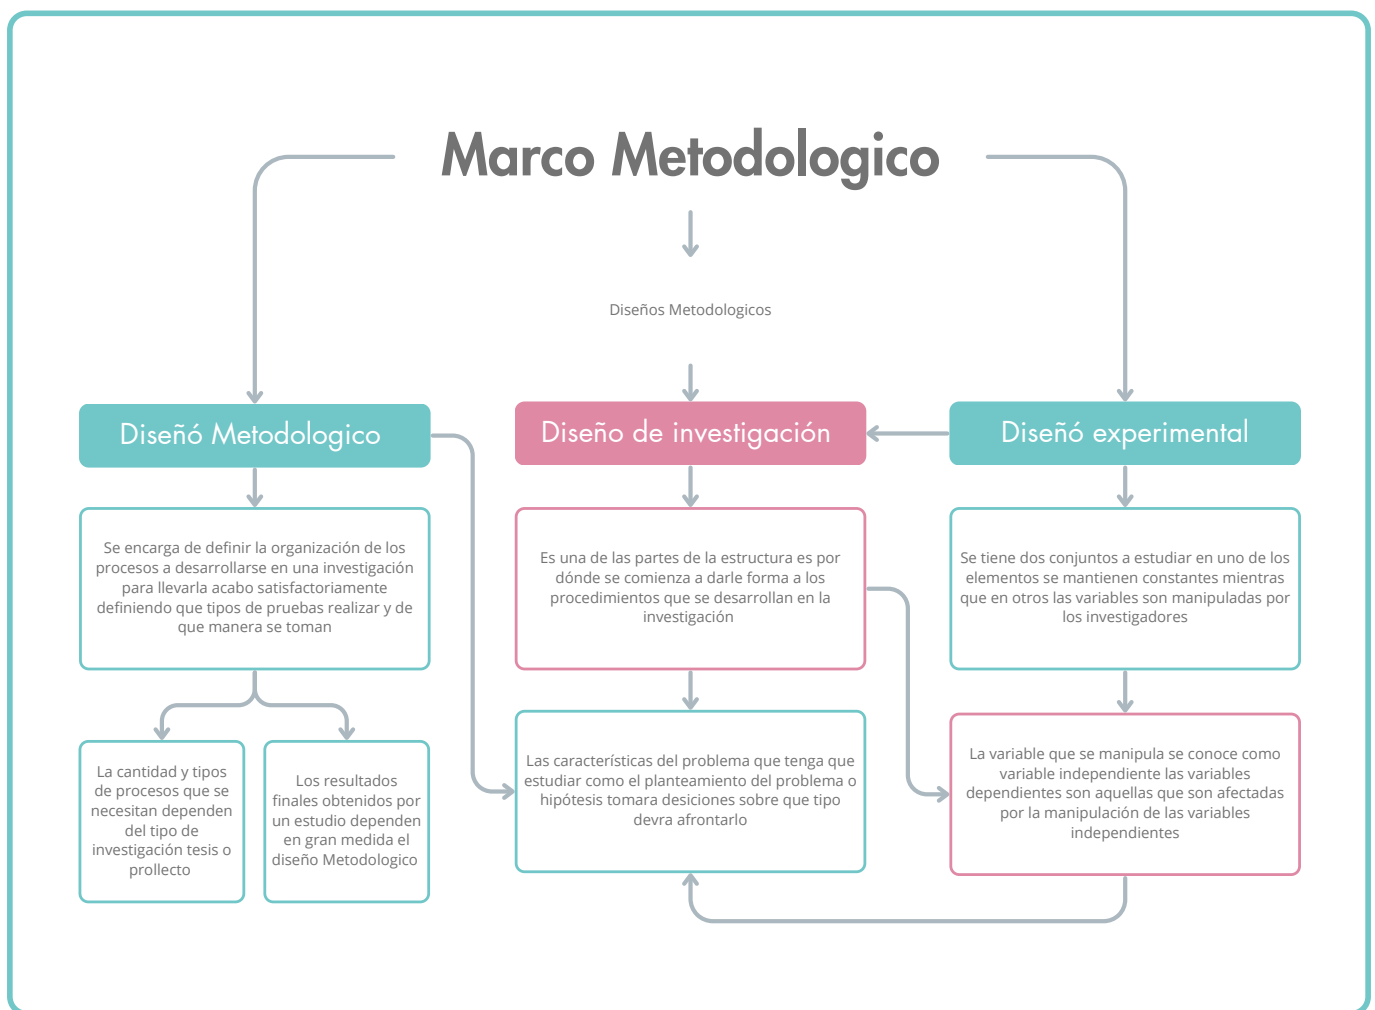 Marco Metodologico
Diseños Metodologicos
Diseñó Metodologico
Diseño de investigación
Diseñó experimental
Se encarga de definir la organización de los
procesos a desarrollarse en una investigación
para llevarla acabo satisfactoriamente
definiendo que tipos de pruebas realizar y de
que manera se toman
Es una de las partes de la estructura es por
dónde se comienza a darle forma a los
procedimientos que se desarrollan en la
investigación
Se tiene dos conjuntos a estudiar en uno de los
elementos se mantienen constantes mientras
que en otros las variables son manipuladas por
los investigadores
La cantidad y tipos
de procesos que se
necesitan dependen
del tipo de
investigación tesis o
prollecto
Los resultados
finales obtenidos por
un estudio dependen
en gran medida el
diseño Metodologico
Las características del problema que tenga que
estudiar como el planteamiento del problema o
hipótesis tomara desiciones sobre que tipo
devra afrontarlo
La variable que se manipula se conoce como
variable independiente las variables
dependientes son aquellas que son afectadas
por la manipulación de las variables
independientes